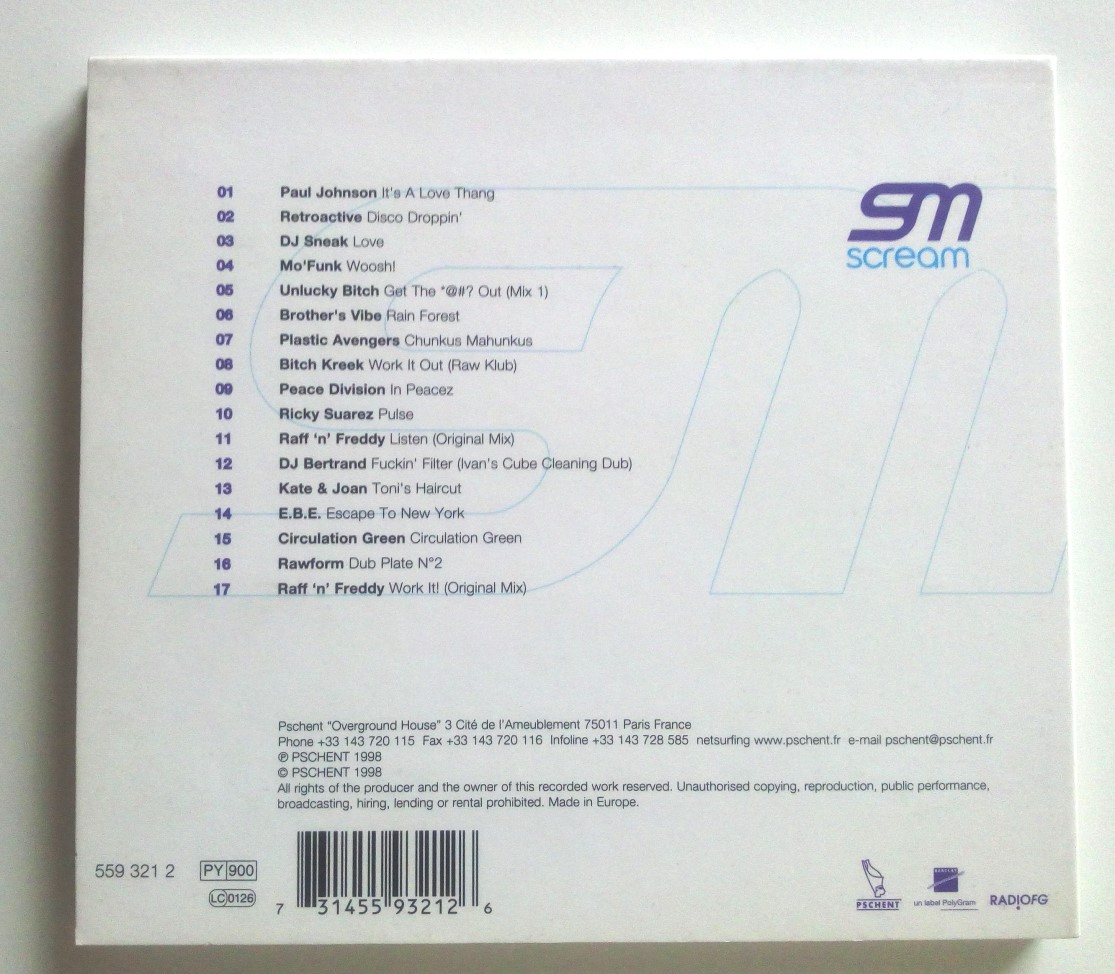 01 Paul Johnson It's A Love Thang
02 Retroactive Disco Droppin'
03 DJ Sneak Love
04 Mo'Funk Woosh!
05 Unlucky Bitch Get The *@#? Out (Mix 1)
06 Brother's Vibe Rain Forest
07 Plastic Avengers Chunkus Mahunkus
08 Bitch Kreek Work It Out (Raw Klub)
09 Peace Division In Peacez
10 Ricky Suarez Pulse
11 Raff 'n' Freddy Listen (Original Mix)
12 DJ Bertrand Fuckin' Filter (Ivan's Cube Cleaning Dub)
13 Kate & Joan Toni's Haircut
14 E.B.E. Escape To New York
15 Circulation Green Circulation Green
16 Rawform Dub Plate N°2
17 Raff 'n' Freddy Work It! (Original Mix)
sm
scream
Pschent "Overground House" 3 Cité de l'Ameublement 75011 Paris France
Phone +33 143 720 115 Fax +33 143 720 116 Infoline +33 143 728 585 netsurfing www.pschent.fr e-mail pschent@pschent.fr
℗ PSCHENT 1998
© PSCHENT 1998
All rights of the producer and the owner of this recorded work reserved. Unauthorised copying, reproduction, public performance,
broadcasting, hiring, lending or rental prohibited. Made in Europe.
559 321 2
PY 900
LC 0126
7 31455 93212 6
PSCHENT
un label PolyGram
RADIOFG